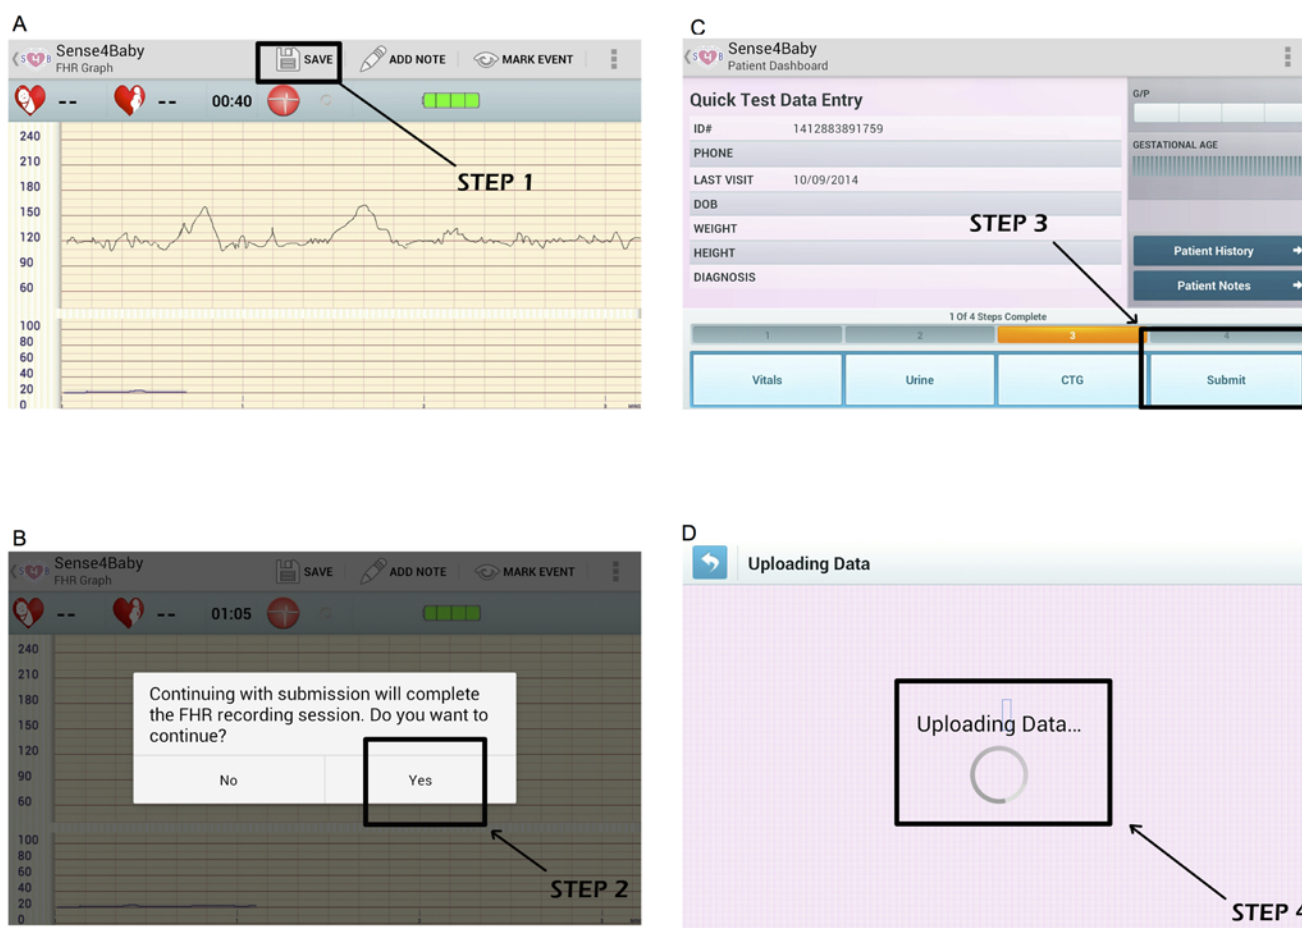 A
Sense4Baby
FHR Graph
SAVE
ADD NOTE
MARK EVENT
S 4 B
-- -- 00:40
240
210
180
150
120
90
60
100
80
60
40
20
0
STEP 1
C
S 4 B
Sense4Baby
Patient Dashboard
Quick Test Data Entry
ID# 1412883891759
PHONE
LAST VISIT 10/09/2014
DOB
WEIGHT
HEIGHT
DIAGNOSIS
G/P
GESTATIONAL AGE
Patient History
Patient Notes
STEP 3
1 Of 4 Steps Complete
1 2 3 4
Vitals Urine CTG Submit
B
S 4 B
Sense4Baby
FHR Graph
SAVE
ADD NOTE
MARK EVENT
-- -- 01:05
240
210
180
150
120
90
60
100
80
60
40
20
0
Continuing with submission will complete
the FHR recording session. Do you want to
continue?
No Yes
STEP 2
D
Uploading Data
Uploading Data...
STEP 4